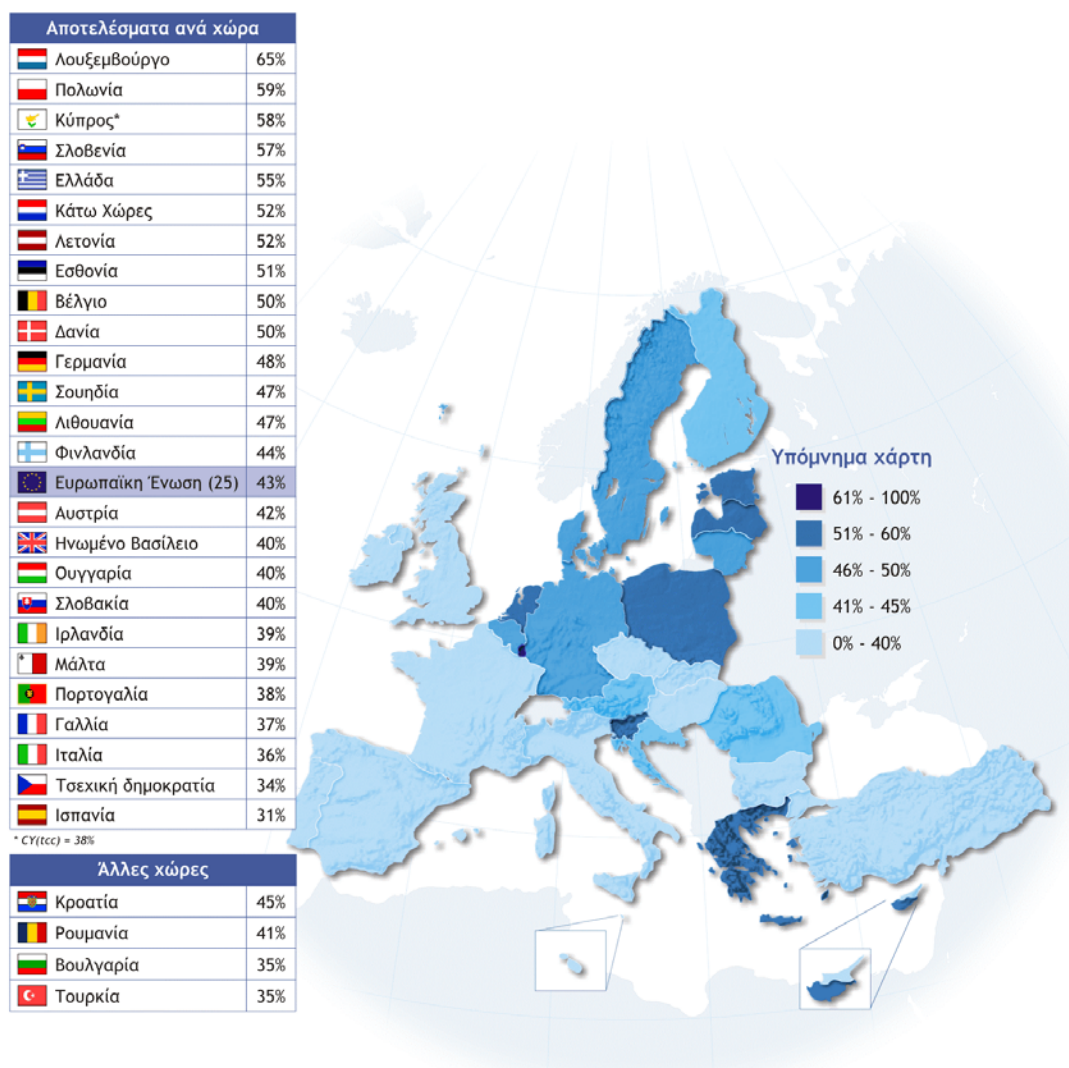 Αποτελέσματα ανά χώρα
Λουξεμβούργο 65%
Πολωνία 59%
Κύπρος* 58%
Σλοβενία 57%
Ελλάδα 55%
Κάτω Χώρες 52%
Λετονία 52%
Εσθονία 51%
Βέλγιο 50%
Δανία 50%
Γερμανία 48%
Σουηδία 47%
Λιθουανία 47%
Φινλανδία 44%
Ευρωπαϊκη Ένωση (25) 43%
Αυστρία 42%
Ηνωμένο Βασίλειο 40%
Ουγγαρία 40%
Σλοβακία 40%
Ιρλανδία 39%
Μάλτα 39%
Πορτογαλία 38%
Γαλλία 37%
Ιταλία 36%
Τσεχική δημοκρατία 34%
Ισπανία 31%
* CY(tcc) = 38%
Άλλες χώρες
Κροατία 45%
Ρουμανία 41%
Βουλγαρία 35%
Τουρκία 35%
Υπόμνημα χάρτη
61% - 100%
51% - 60%
46% - 50%
41% - 45%
0% - 40%